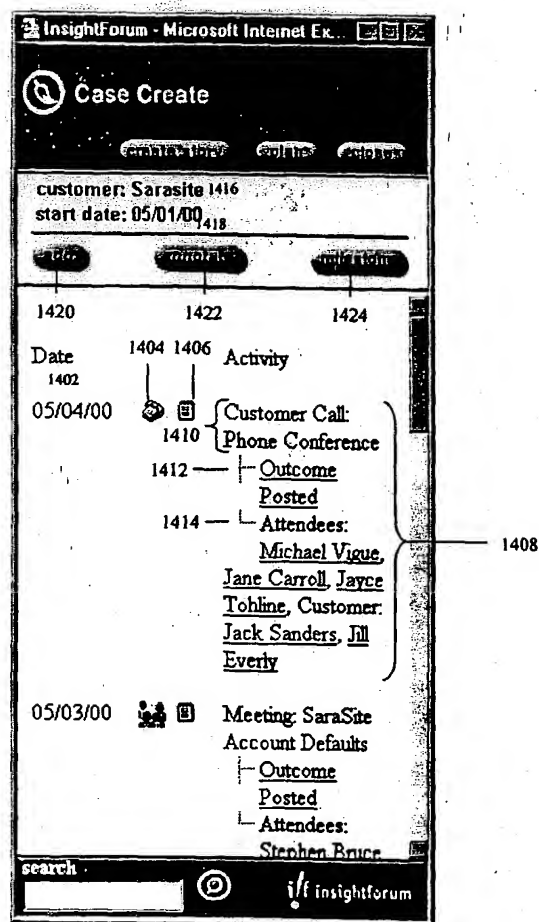 InsightForum - Microsoft Internet Ex...
Case Create
customer: Sarasite 1416
start date: 05/01/00 1418
1420 1422 1424
Date 1404 1406 Activity
1402
05/04/00 Customer Call:
1410 Phone Conference
1412 Outcome
Posted
1414 Attendees:
Michael Vigue,
Jane Carroll, Jayce
Tohline, Customer:
Jack Sanders, Jill
Everly
1408
05/03/00 Meeting: SaraSite
Account Defaults
Outcome
Posted
Attendees:
Stephen Bruce
search
insightforum